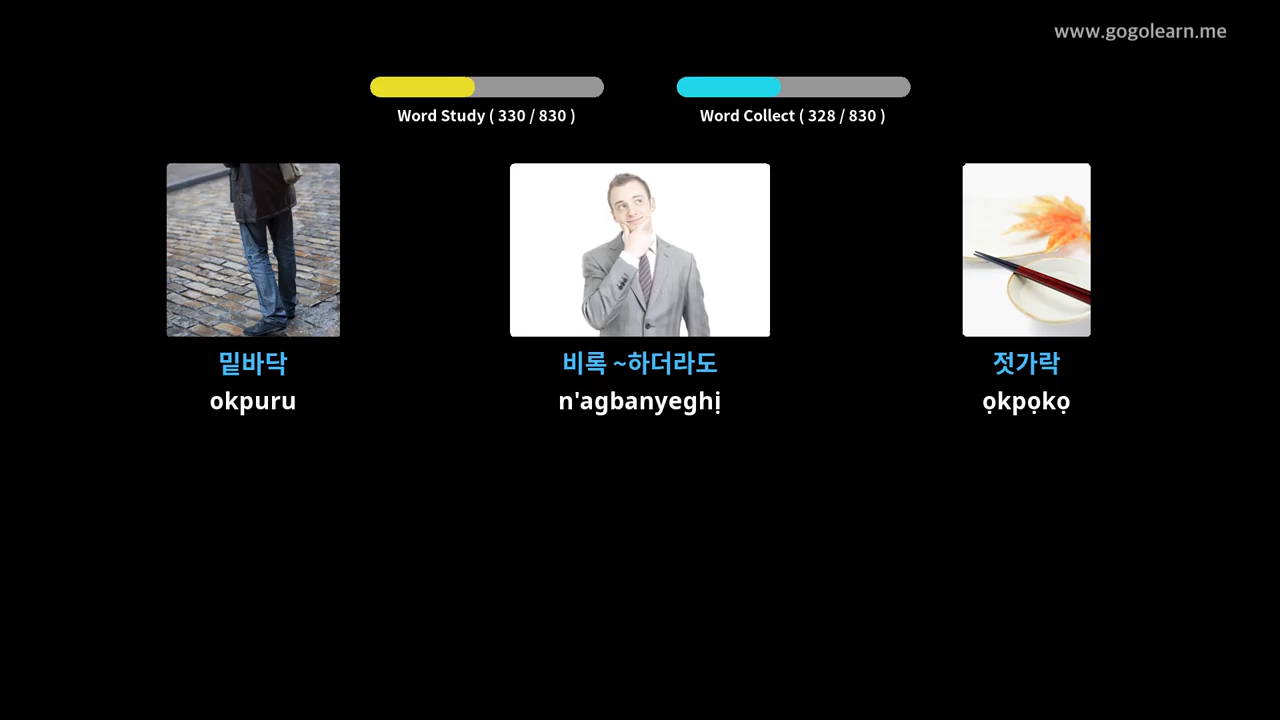 www.gogolearn.me
Word Study ( 330 / 830 )
Word Collect ( 328 / 830 )
밑바닥
okpuru
비록 ~하더라도
n'agbanyeghị
젓가락
ọkpọkọ